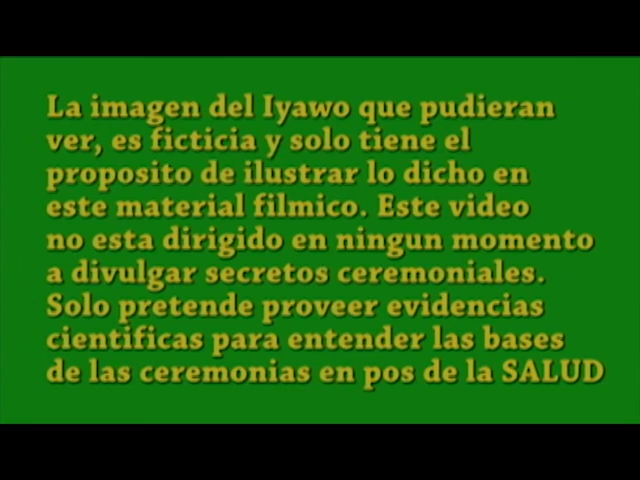 La imagen del Iyawo que pudieran
ver, es ficticia y solo tiene el
proposito de ilustrar lo dicho en
este material filmico. Este video
no esta dirigido en ningun momento
a divulgar secretos ceremoniales.
Solo pretende proveer evidencias
cientificas para entender las bases
de las ceremonias en pos de la SALUD